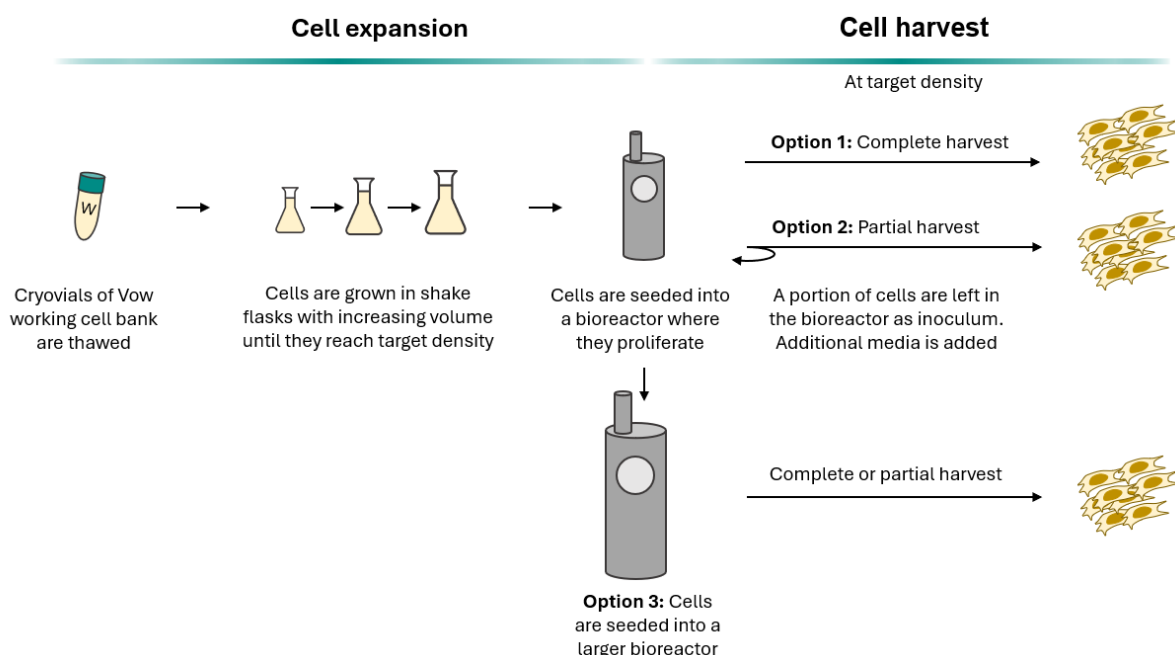 Cell expansion
Cell harvest
At target density
Option 1: Complete harvest
W
Option 2: Partial harvest
Cryovials of Vow
working cell bank
are thawed
Cells are grown in shake
flasks with increasing volume
until they reach target density
Cells are seeded into
a bioreactor where
they proliferate
A portion of cells are left in
the bioreactor as inoculum.
Additional media is added
Complete or partial harvest
Option 3: Cells
are seeded into a
larger bioreactor